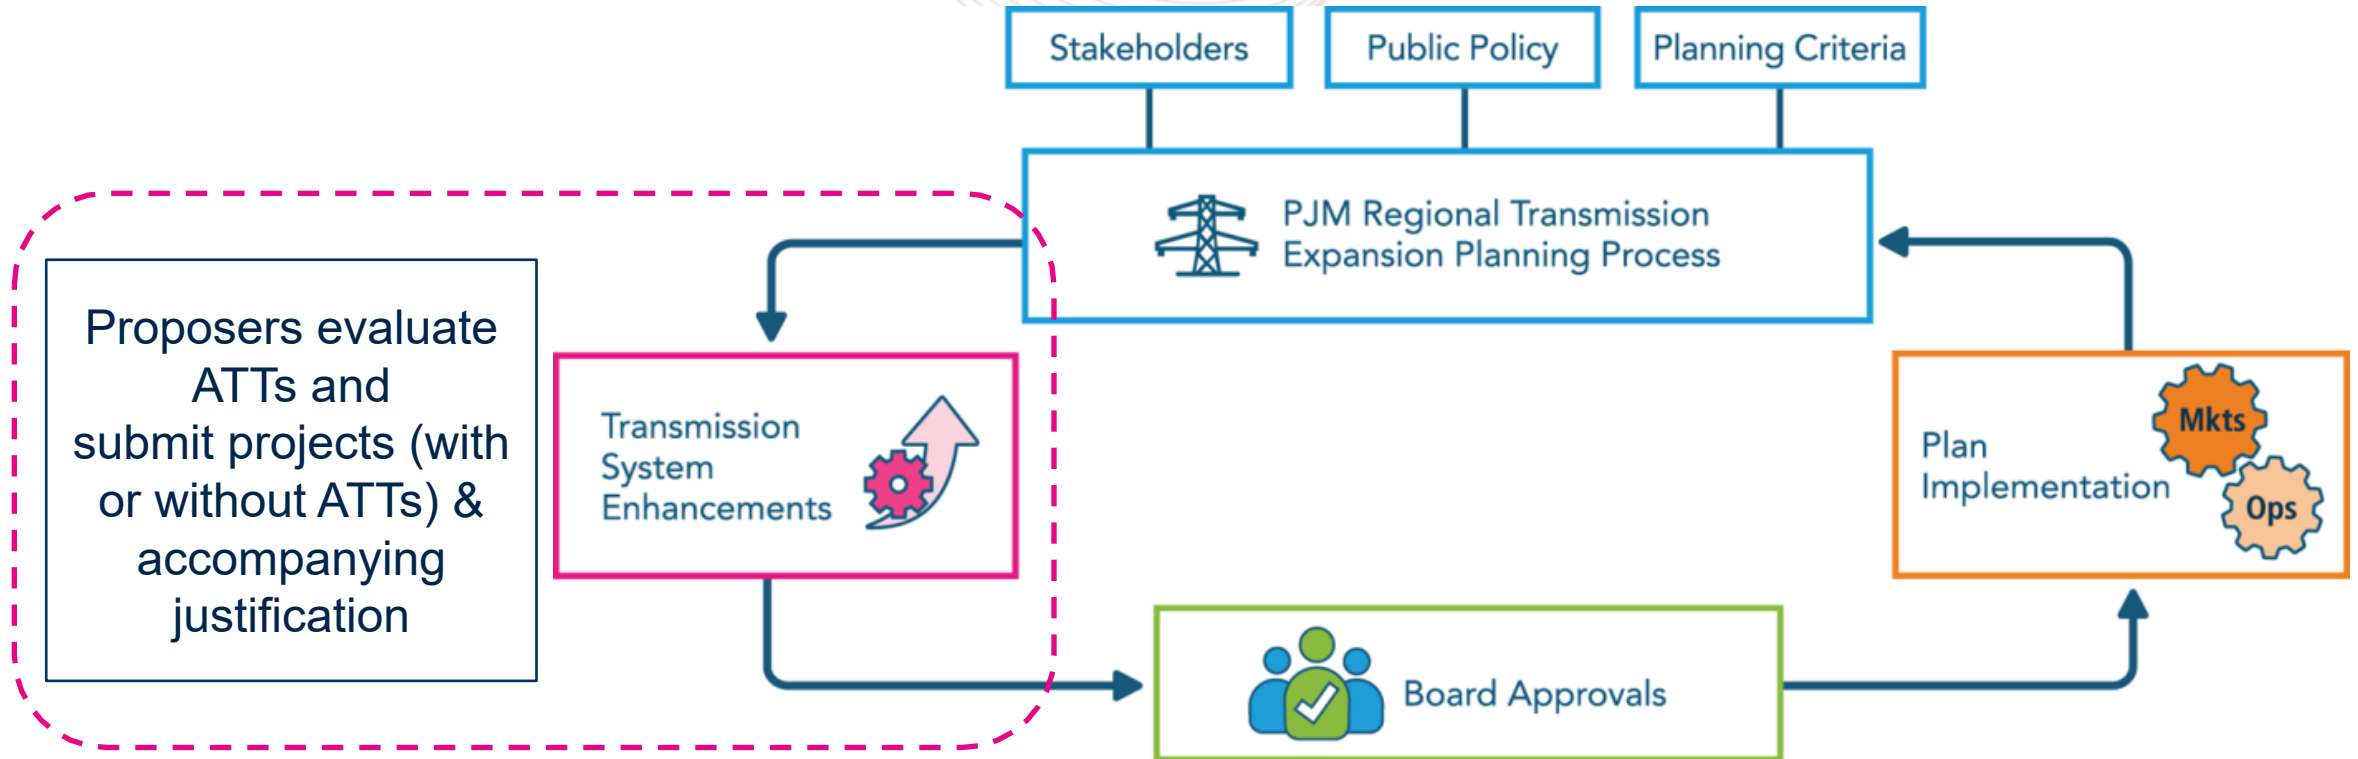 Stakeholders
Public Policy
Planning Criteria
PJM Regional Transmission
Expansion Planning Process
Proposers evaluate
ATTs and
submit projects (with
or without ATTs) &
accompanying
justification
Transmission
System
Enhancements
Board Approvals
Plan
Implementation
Mkts
Ops